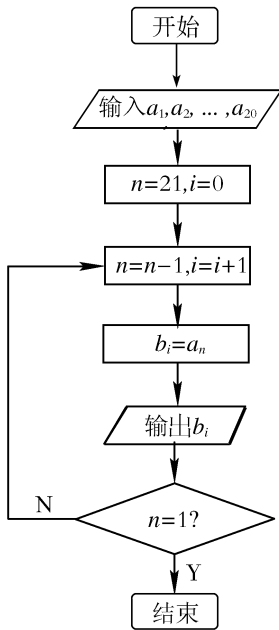 开始
输入a₁,a₂, … ,a₂₀
n=21,i=0
n=n−1,i=i+1
bᵢ=aₙ
输出bᵢ
N
n=1?
Y
结束